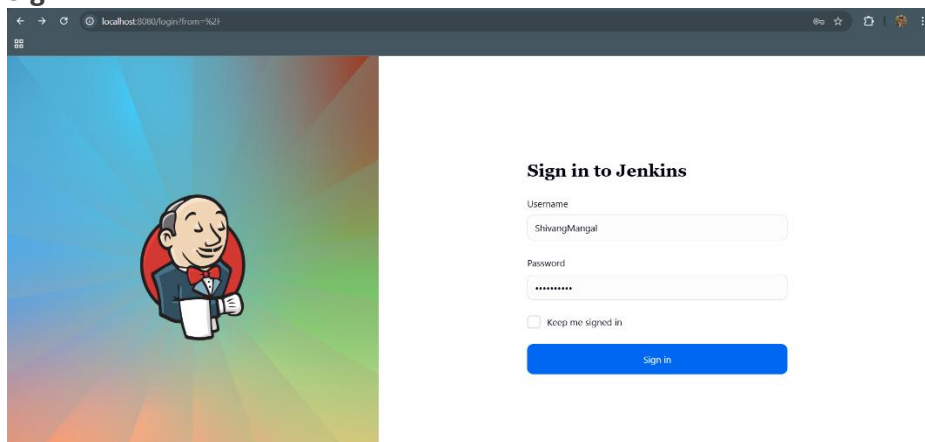 localhost:8080/login?from=%2F
Sign in to Jenkins
Username
ShivangMangal
Password
••••••••••
Keep me signed in
Sign in